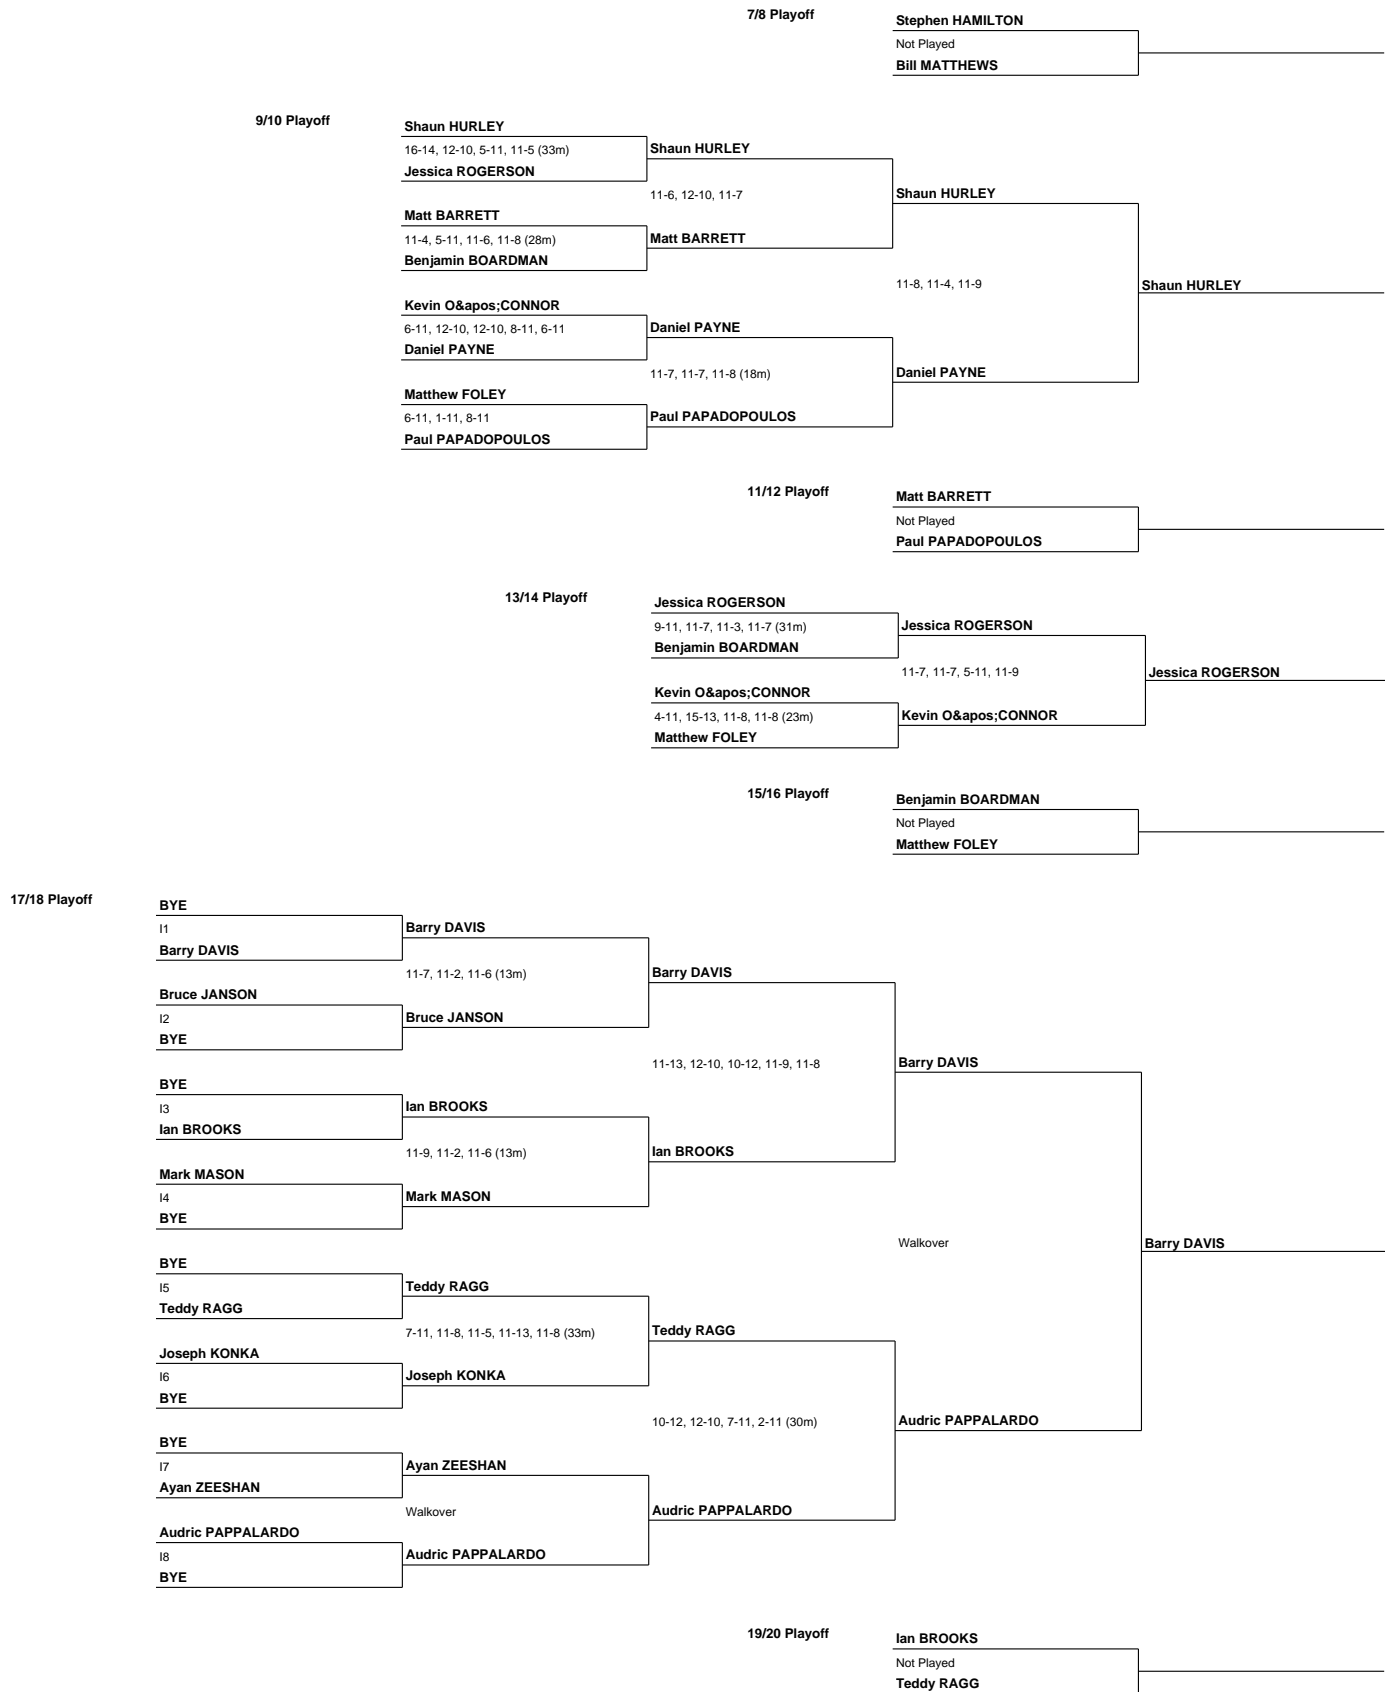 7/8 Playoff
Stephen HAMILTON
Not Played
Bill MATTHEWS
9/10 Playoff
Shaun HURLEY
16-14, 12-10, 5-11, 11-5 (33m)
Shaun HURLEY
Jessica ROGERSON
11-6, 12-10, 11-7
Shaun HURLEY
Matt BARRETT
11-4, 5-11, 11-6, 11-8 (28m)
Matt BARRETT
Benjamin BOARDMAN
11-8, 11-4, 11-9
Shaun HURLEY
Kevin O&apos;CONNOR
6-11, 12-10, 12-10, 8-11, 6-11
Daniel PAYNE
Daniel PAYNE
11-7, 11-7, 11-8 (18m)
Daniel PAYNE
Matthew FOLEY
6-11, 1-11, 8-11
Paul PAPADOPOULOS
Paul PAPADOPOULOS
11/12 Playoff
Matt BARRETT
Not Played
Paul PAPADOPOULOS
13/14 Playoff
Jessica ROGERSON
9-11, 11-7, 11-3, 11-7 (31m)
Jessica ROGERSON
Benjamin BOARDMAN
11-7, 11-7, 5-11, 11-9
Jessica ROGERSON
Kevin O&apos;CONNOR
4-11, 15-13, 11-8, 11-8 (23m)
Kevin O&apos;CONNOR
Matthew FOLEY
15/16 Playoff
Benjamin BOARDMAN
Not Played
Matthew FOLEY
17/18 Playoff
BYE
I1
Barry DAVIS
Barry DAVIS
11-7, 11-2, 11-6 (13m)
Barry DAVIS
Bruce JANSON
I2
Bruce JANSON
BYE
11-13, 12-10, 10-12, 11-9, 11-8
Barry DAVIS
BYE
I3
Ian BROOKS
Ian BROOKS
11-9, 11-2, 11-6 (13m)
Ian BROOKS
Mark MASON
I4
Mark MASON
BYE
Walkover
Barry DAVIS
BYE
I5
Teddy RAGG
Teddy RAGG
7-11, 11-8, 11-5, 11-13, 11-8 (33m)
Teddy RAGG
Joseph KONKA
I6
Joseph KONKA
BYE
10-12, 12-10, 7-11, 2-11 (30m)
Audric PAPPALARDO
BYE
I7
Ayan ZEESHAN
Ayan ZEESHAN
Walkover
Audric PAPPALARDO
Audric PAPPALARDO
I8
Audric PAPPALARDO
BYE
19/20 Playoff
Ian BROOKS
Not Played
Teddy RAGG